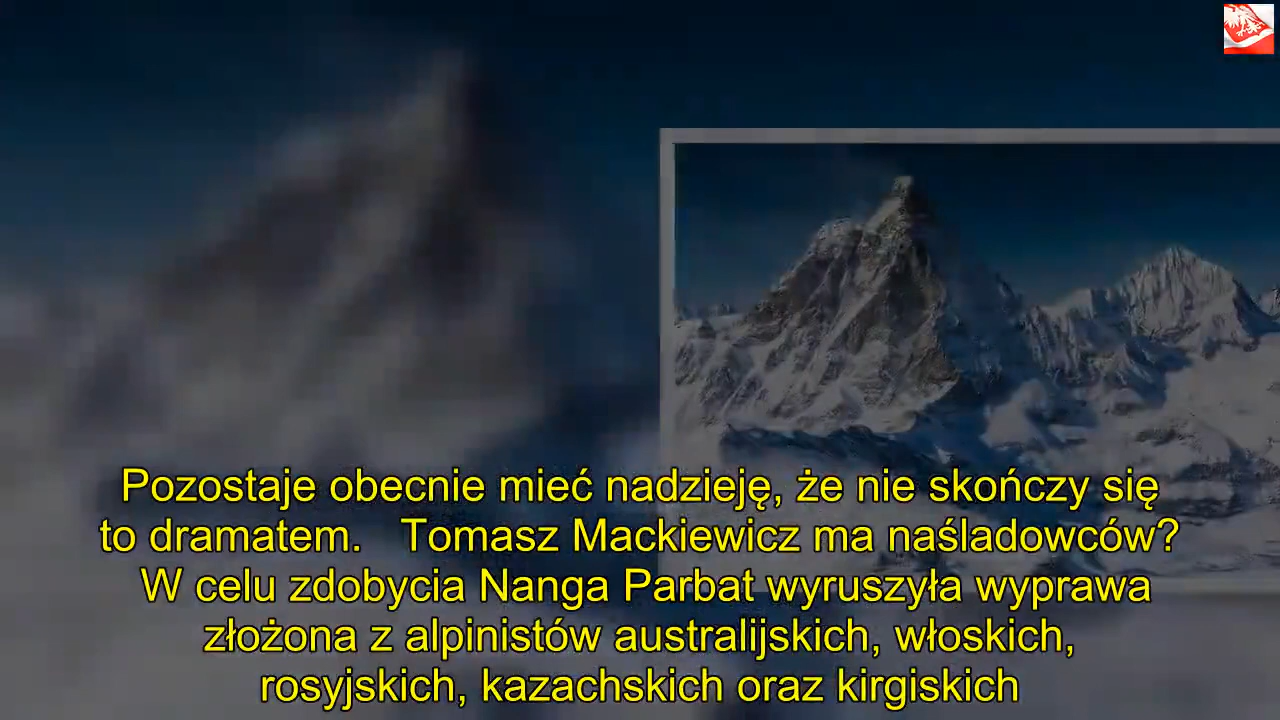 Pozostaje obecnie mieć nadzieję, że nie skończy się
to dramatem. Tomasz Mackiewicz ma naśladowców?
W celu zdobycia Nanga Parbat wyruszyła wyprawa
złożona z alpinistów australijskich, włoskich,
rosyjskich, kazachskich oraz kirgiskich